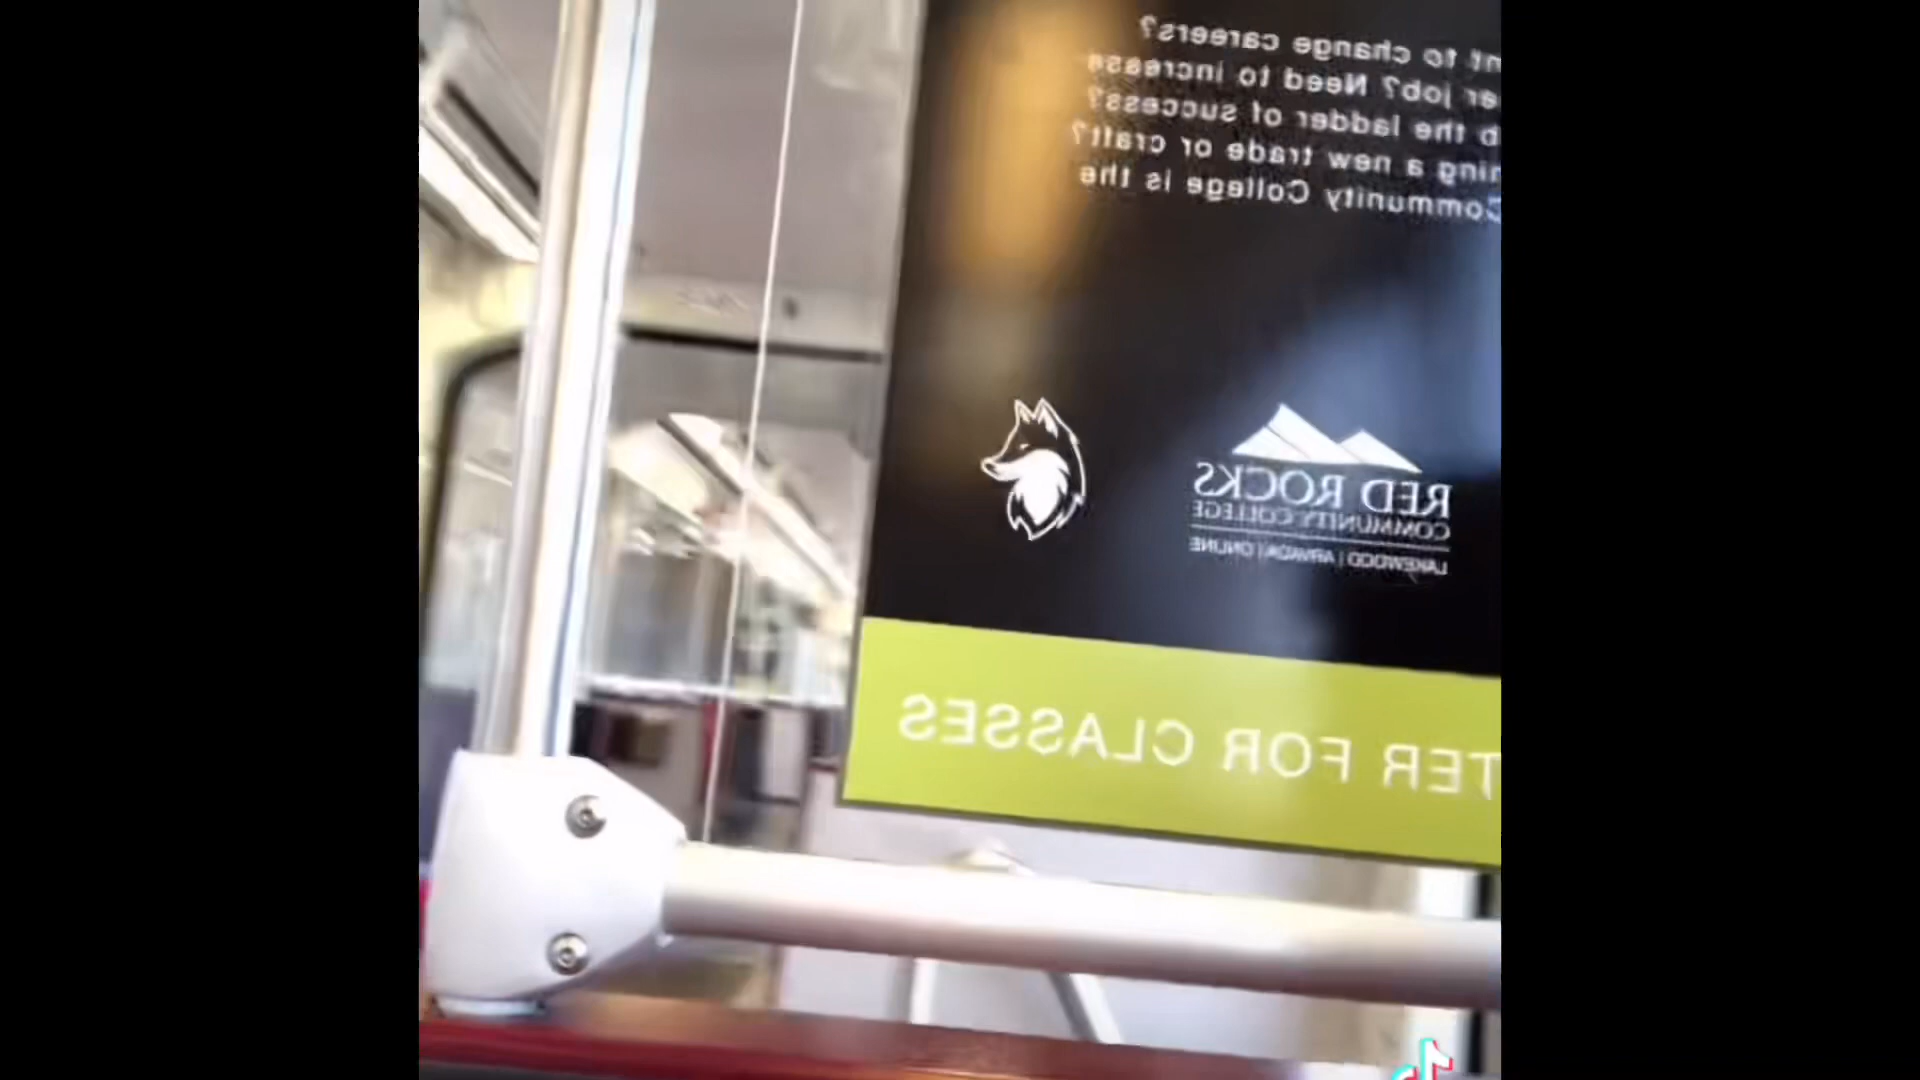 nt to change careers?
er job? Need to increase
b the ladder of success?
ning a new trade or craft?
Community College is the
RED ROCKS
COMMUNITY COLLEGE
LAKEWOOD | ARVADA | ONLINE
TER FOR CLASSES